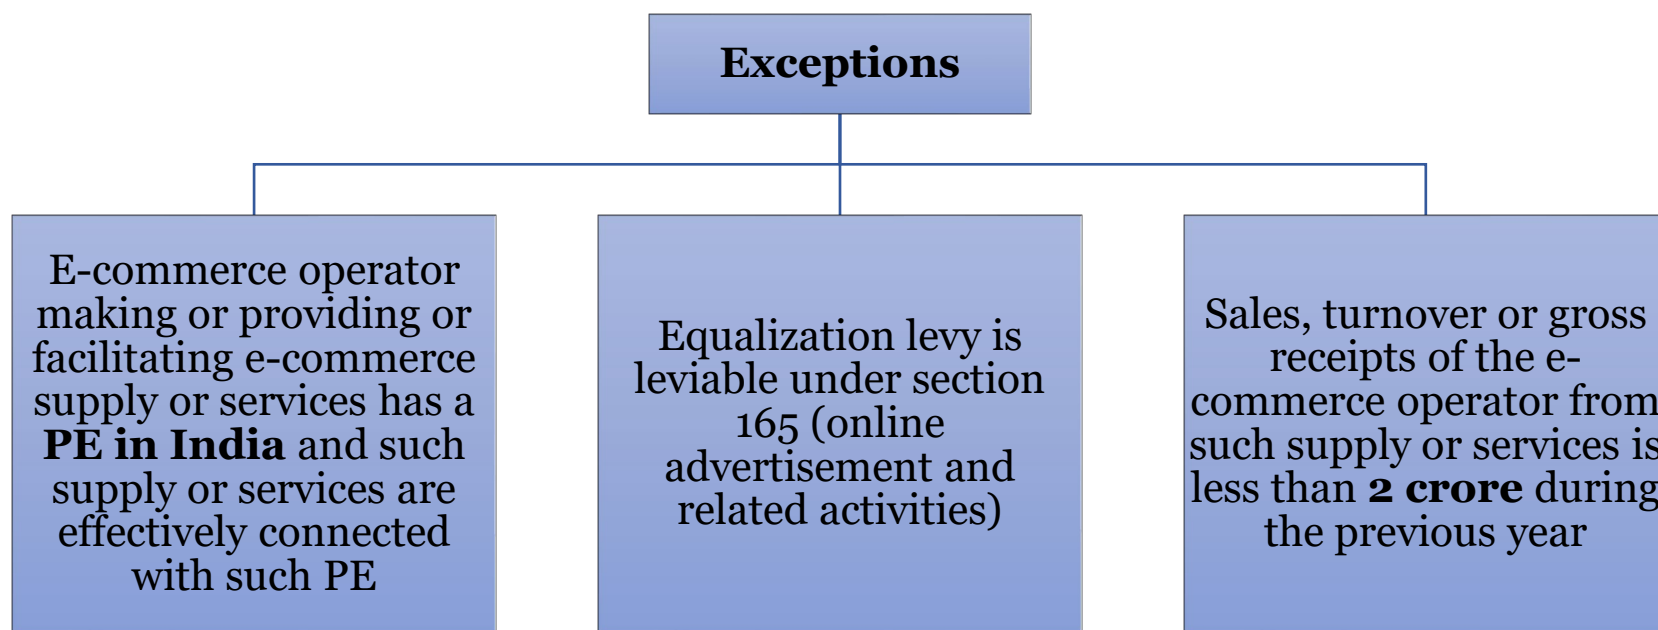 Exceptions
E-commerce operator
making or providing or
facilitating e-commerce
supply or services has a
PE in India and such
supply or services are
effectively connected
with such PE
Equalization levy is
leviable under section
165 (online
advertisement and
related activities)
Sales, turnover or gross
receipts of the e-
commerce operator from
such supply or services is
less than 2 crore during
the previous year